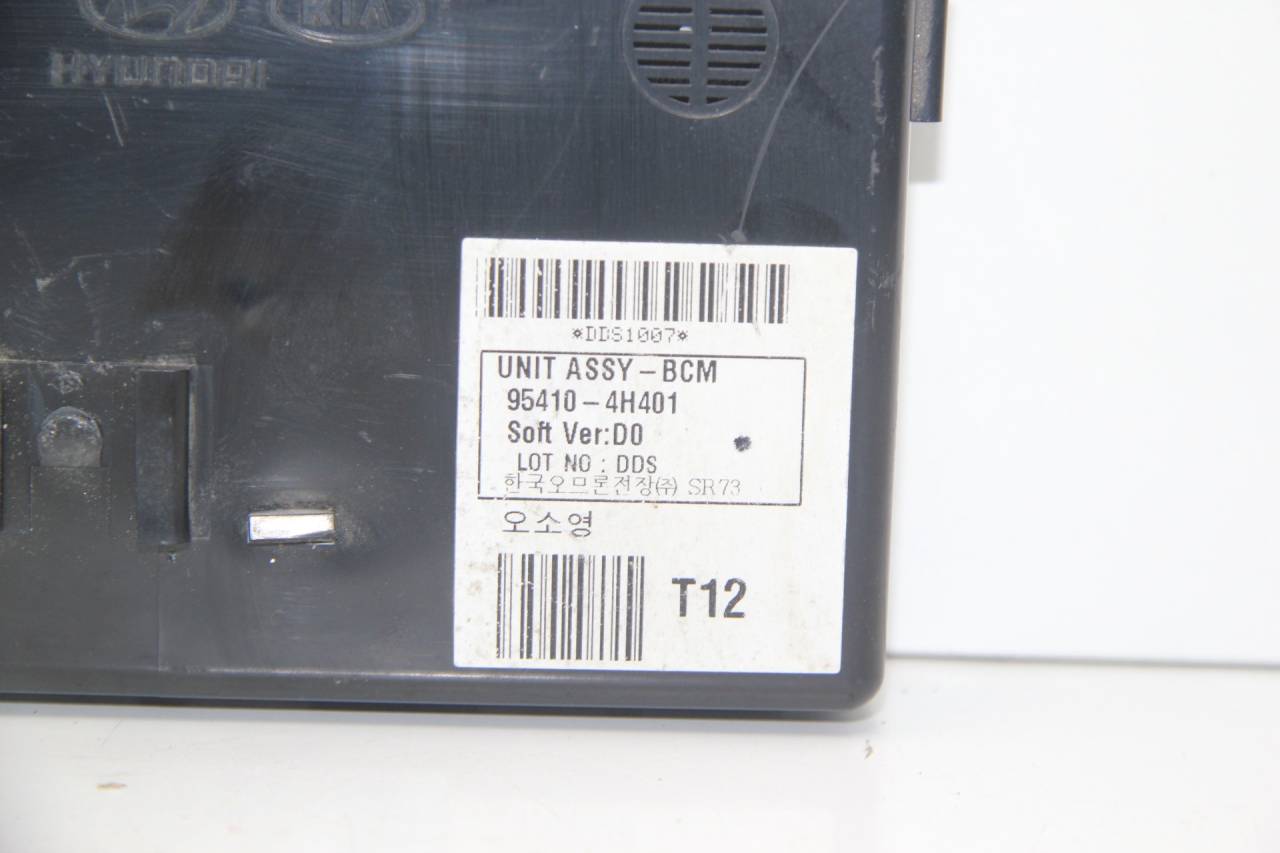 KIA
HYUNDAI
*DDS1007*
UNIT ASSY-BCM
95410-4H401
Soft Ver:D0
LOT NO : DDS
한국오므론전장(주) SR73
오소영
T12